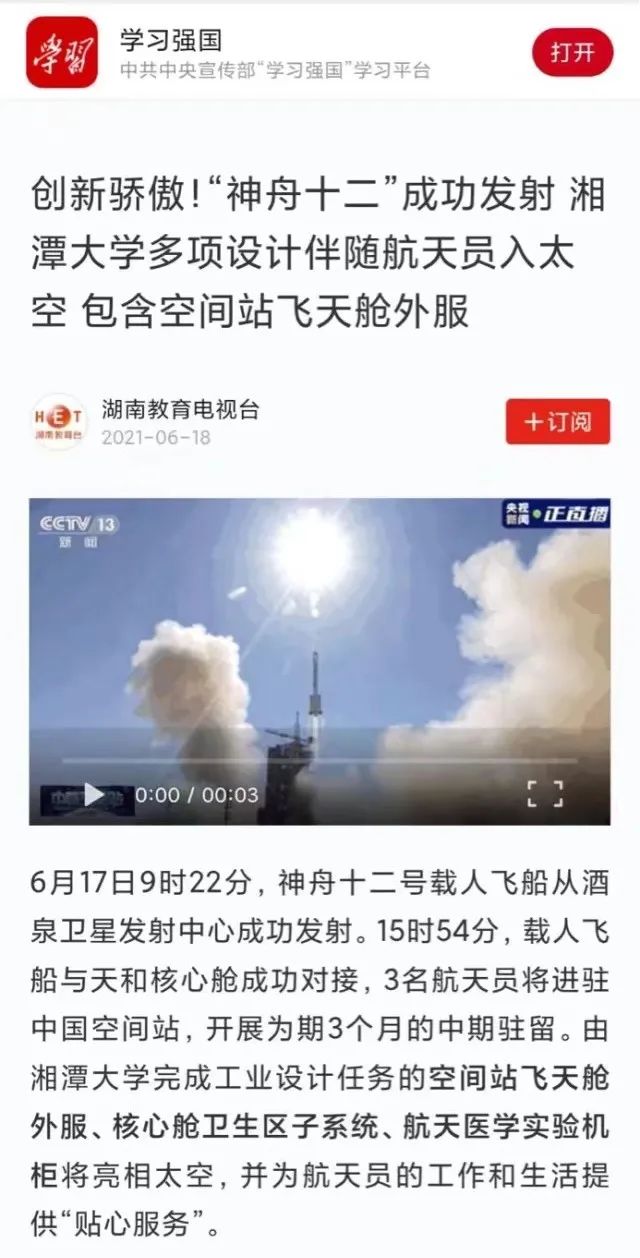 學習
学习强国
中共中央宣传部“学习强国”学习平台
打开
创新骄傲！“神舟十二”成功发射 湘
潭大学多项设计伴随航天员入太
空 包含空间站飞天舱外服
HET
湖南教育台
湖南教育电视台
2021-06-18
+订阅
CCTV 13
新闻
央视
新闻
正直播
0:00 / 00:03
6月17日9时22分，神舟十二号载人飞船从酒
泉卫星发射中心成功发射。15时54分，载人飞
船与天和核心舱成功对接，3名航天员将进驻
中国空间站，开展为期3个月的中期驻留。由
湘潭大学完成工业设计任务的空间站飞天舱
外服、核心舱卫生区子系统、航天医学实验机
柜将亮相太空，并为航天员的工作和生活提
供“贴心服务”。